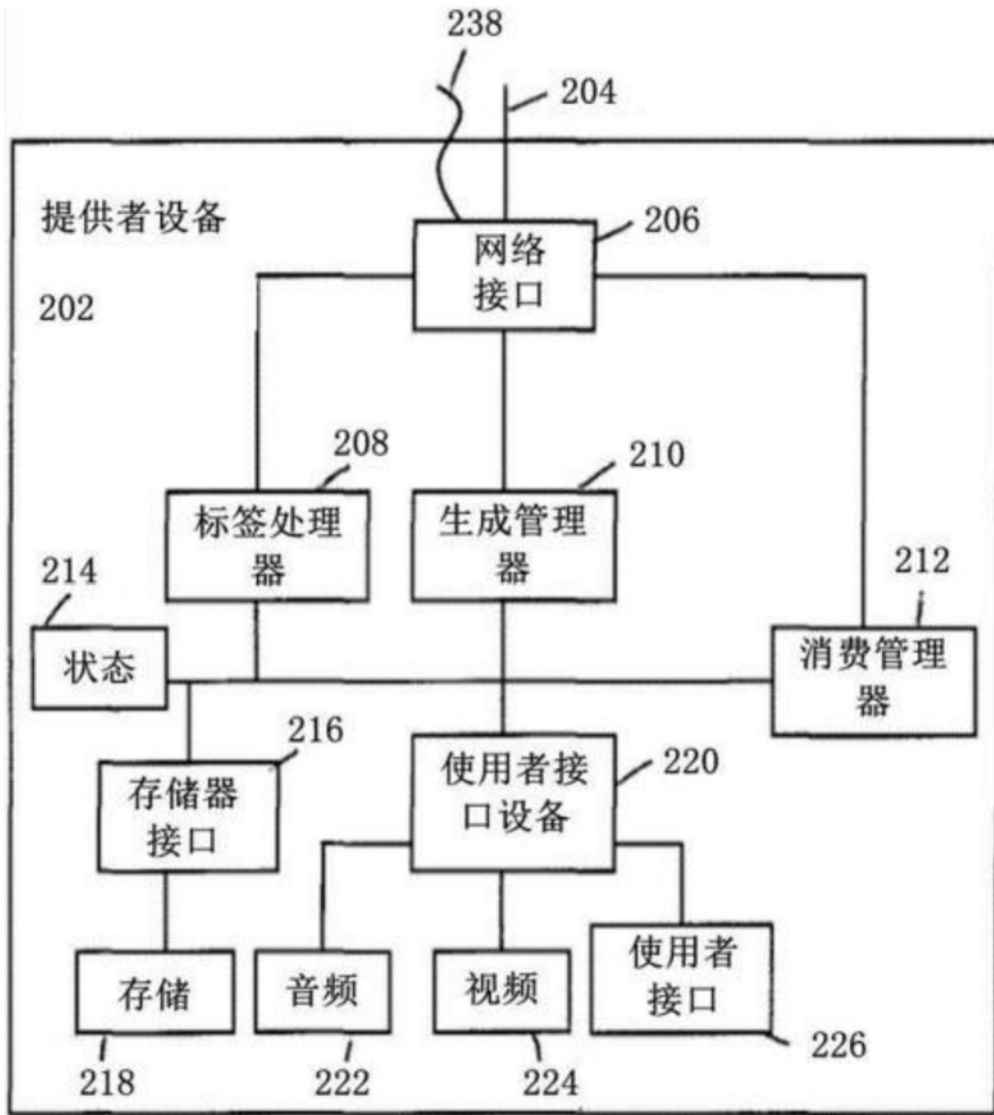 238
204
提供者设备
206
网络
接口
202
208
210
标签处理
器
生成管理
器
214
212
状态
消费管理
器
216
220
存储器
接口
使用者接
口设备
存储
音频
视频
使用者
接口
218
222
224
226